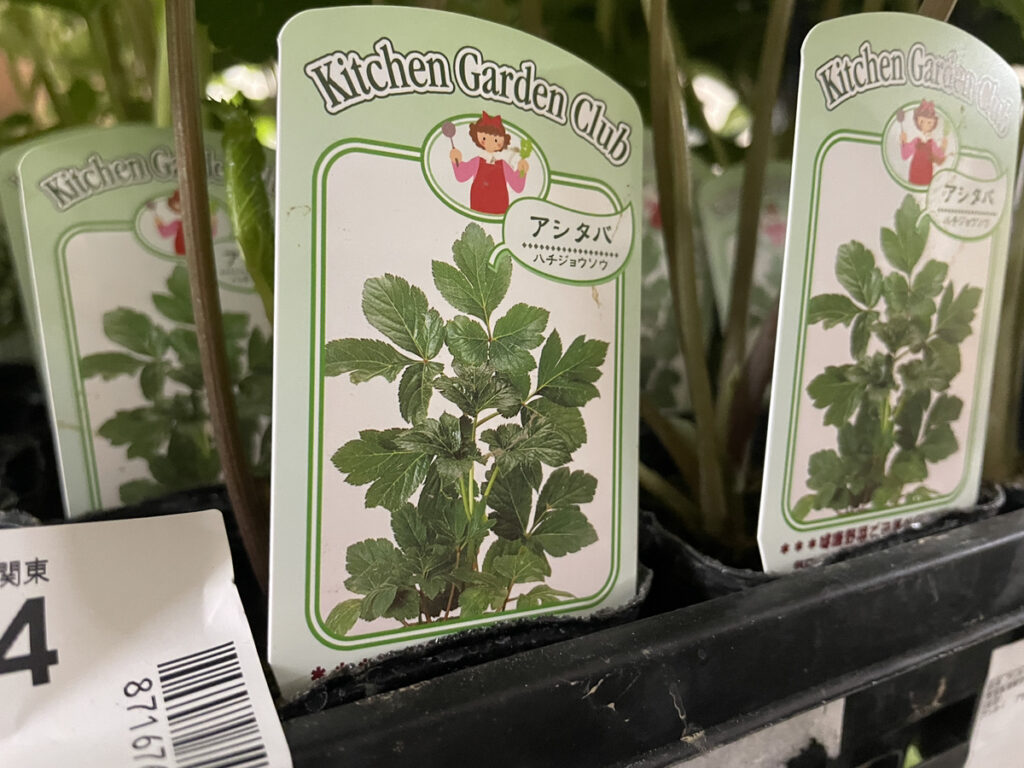 Kitchen Garden Club
アシタバ
ハチジョウソウ
Kitchen Garden Club
アシタバ
ハチジョウソウ
Kitchen Garde
関東
4
87167